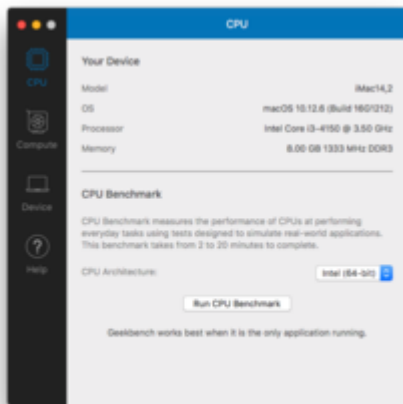 CPU
CPU
Compute
Device
Help
Your Device
Model iMac14,2
OS macOS 10.12.6 (Build 16G1212)
Processor Intel Core i3-4150 @ 3.50 GHz
Memory 8.00 GB 1333 MHz DDR3
CPU Benchmark
CPU Benchmark measures the performance of CPUs at performing
everyday tasks using tests designed to simulate real-world applications.
This benchmark takes from 2 to 20 minutes to complete.
CPU Architecture: Intel (64-bit)
Run CPU Benchmark
Geekbench works best when it is the only application running.